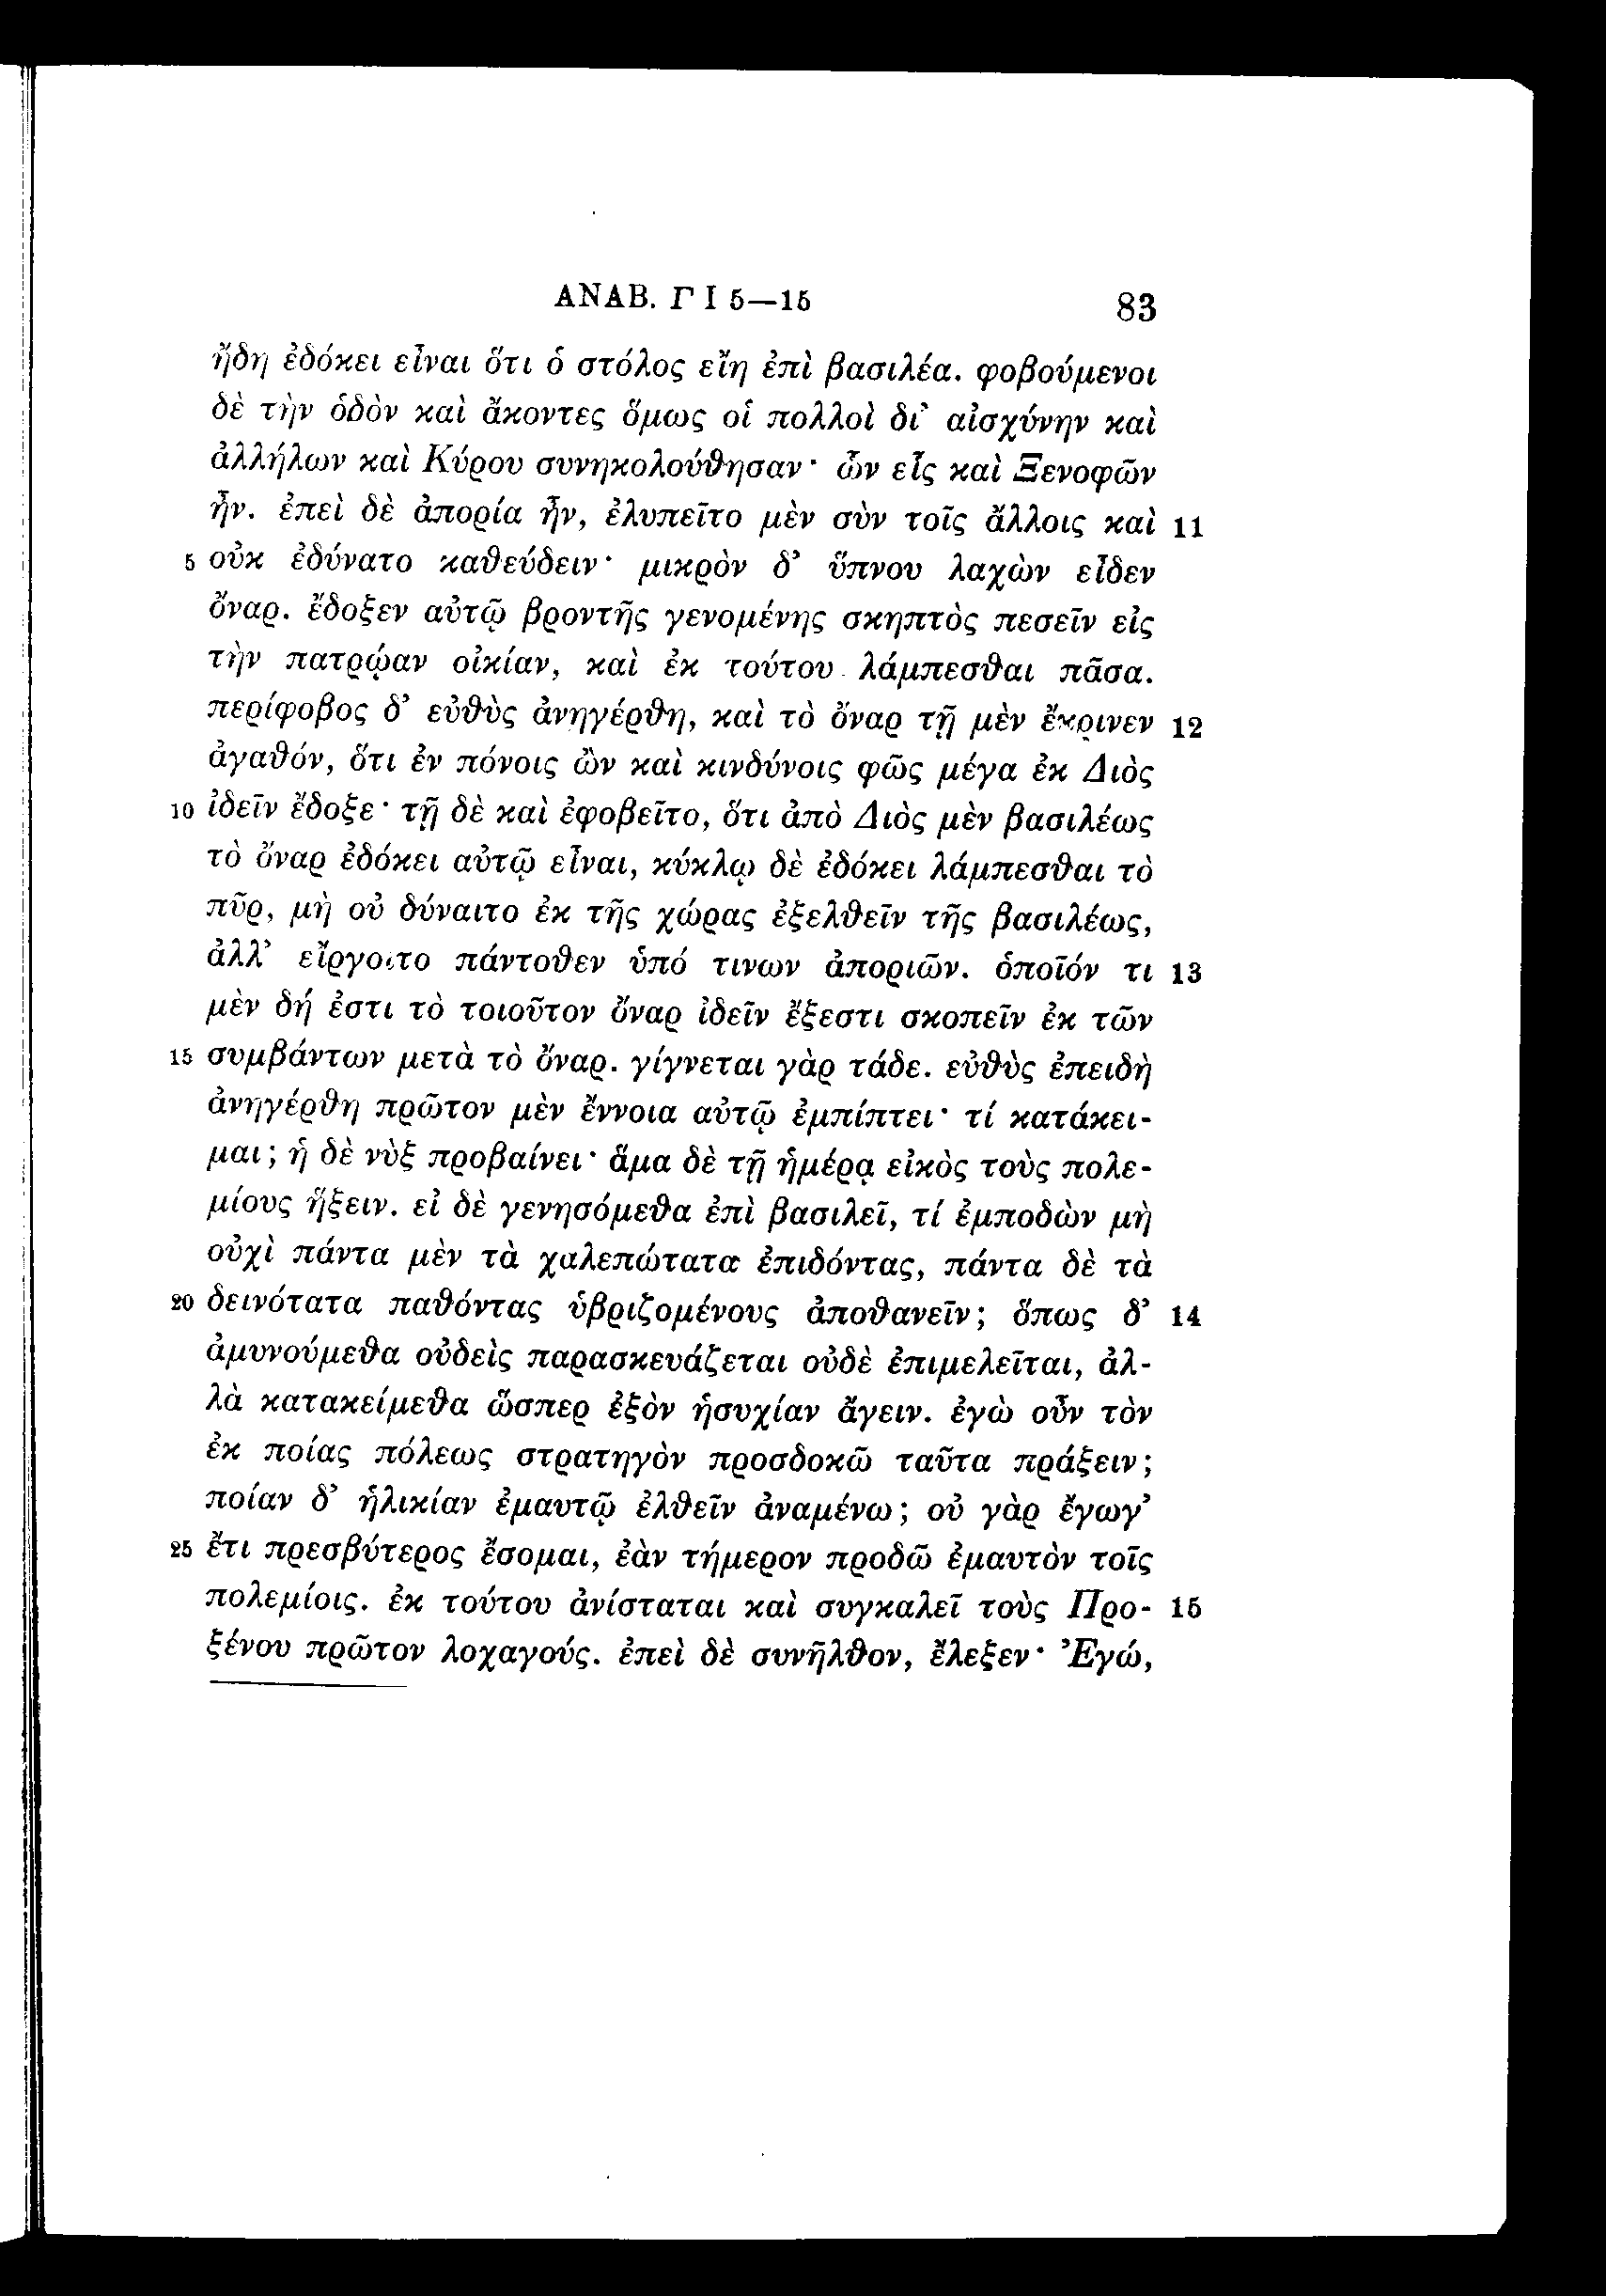 ΑΝΑΒ. Γ I 5—15 83
ἤδη ἐδόκει εἶναι ὅτι ὁ στόλος εἴη ἐπὶ βασιλέα. φοβούμενοι
δὲ τὴν ὁδὸν καὶ ἄκοντες ὅμως οἱ πολλοὶ δι᾽ αἰσχύνην καὶ
ἀλλήλων καὶ Κύρου συνηκολούθησαν· ὧν εἷς καὶ Ξενοφῶν
ἦν. ἐπεὶ δὲ ἀπορία ἦν, ἐλυπεῖτο μὲν σὺν τοῖς ἄλλοις καὶ 11
5 οὐκ ἐδύνατο καθεύδειν· μικρὸν δ᾽ ὕπνου λαχὼν εἶδεν
ὄναρ. ἔδοξεν αὐτῷ βροντῆς γενομένης σκηπτὸς πεσεῖν εἰς
τὴν πατρῴαν οἰκίαν, καὶ ἐκ τούτου λάμπεσθαι πᾶσα.
περίφοβος δ᾽ εὐθὺς ἀνηγέρθη, καὶ τὸ ὄναρ τῇ μὲν ἔκρινεν 12
ἀγαθόν, ὅτι ἐν πόνοις ὢν καὶ κινδύνοις φῶς μέγα ἐκ Διὸς
10 ἰδεῖν ἔδοξε· τῇ δὲ καὶ ἐφοβεῖτο, ὅτι ἀπὸ Διὸς μὲν βασιλέως
τὸ ὄναρ ἐδόκει αὐτῷ εἶναι, κύκλῳ δὲ ἐδόκει λάμπεσθαι τὸ
πῦρ, μὴ οὐ δύναιτο ἐκ τῆς χώρας ἐξελθεῖν τῆς βασιλέως,
ἀλλ᾽ εἴργοιτο πάντοθεν ὑπό τινων ἀποριῶν. ὁποῖόν τι 13
μὲν δή ἐστι τὸ τοιοῦτον ὄναρ ἰδεῖν ἔξεστι σκοπεῖν ἐκ τῶν
15 συμβάντων μετὰ τὸ ὄναρ. γίγνεται γὰρ τάδε. εὐθὺς ἐπειδὴ
ἀνηγέρθη πρῶτον μὲν ἔννοια αὐτῷ ἐμπίπτει· τί κατάκει-
μαι; ἡ δὲ νὺξ προβαίνει· ἅμα δὲ τῇ ἡμέρᾳ εἰκὸς τοὺς πολε-
μίους ἥξειν. εἰ δὲ γενησόμεθα ἐπὶ βασιλεῖ, τί ἐμποδὼν μὴ
οὐχὶ πάντα μὲν τὰ χαλεπώτατα ἐπιδόντας, πάντα δὲ τὰ
20 δεινότατα παθόντας ὑβριζομένους ἀποθανεῖν; ὅπως δ᾽ 14
ἀμυνούμεθα οὐδεὶς παρασκευάζεται οὐδὲ ἐπιμελεῖται, ἀλ-
λὰ κατακείμεθα ὥσπερ ἐξὸν ἡσυχίαν ἄγειν. ἐγὼ οὖν τὸν
ἐκ ποίας πόλεως στρατηγὸν προσδοκῶ ταῦτα πράξειν;
ποίαν δ᾽ ἡλικίαν ἐμαυτῷ ἐλθεῖν ἀναμένω; οὐ γὰρ ἔγωγ᾽
25 ἔτι πρεσβύτερος ἔσομαι, ἐὰν τήμερον προδῶ ἐμαυτὸν τοῖς
πολεμίοις. ἐκ τούτου ἀνίσταται καὶ συγκαλεῖ τοὺς Προ- 15
ξένου πρῶτον λοχαγούς. ἐπεὶ δὲ συνῆλθον, ἔλεξεν· Ἐγώ,